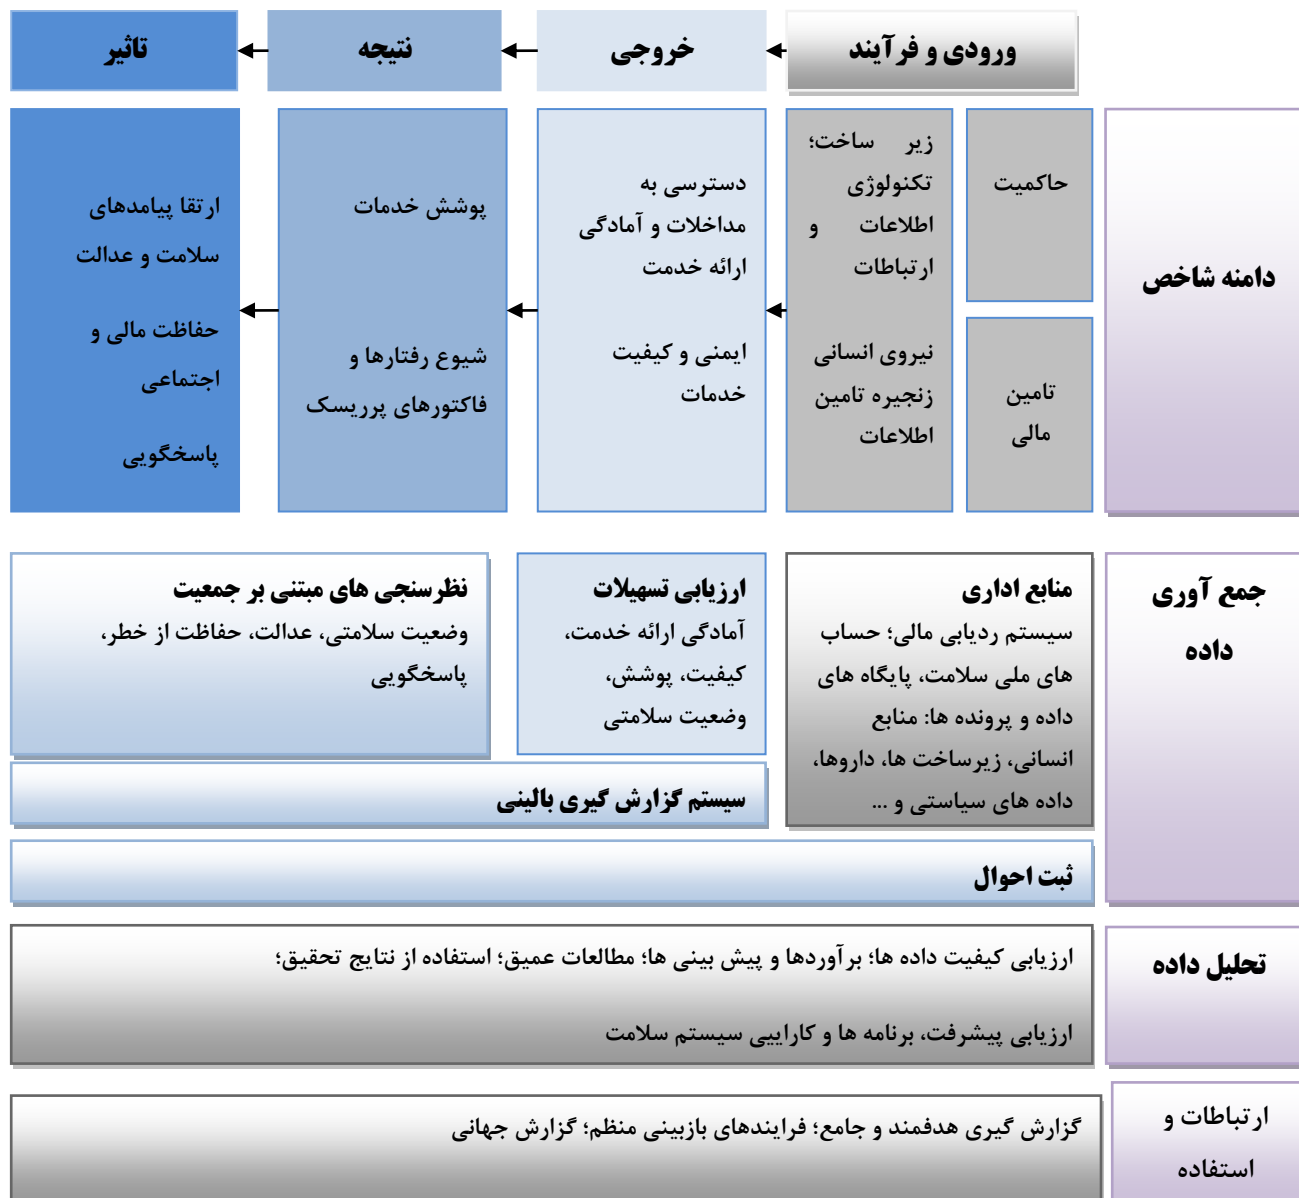 ورودی و فرآیند
خروجی
نتیجه
تاثیر
دامنه شاخص
حاکمیت
تامین
مالی
زیر ساخت؛
تکنولوژی
اطلاعات و
ارتباطات
نیروی انسانی
زنجیره تامین
اطلاعات
دسترسی به
مداخلات و آمادگی
ارائه خدمت
ایمنی و کیفیت
خدمات
پوشش خدمات
شیوع رفتارها و
فاکتورهای پرریسک
ارتقا پیامدهای
سلامت و عدالت
حفاظت مالی و
اجتماعی
پاسخگویی
جمع آوری
داده
منابع اداری
سیستم ردیابی مالی؛ حساب
های ملی سلامت، پایگاه های
داده و پرونده ها: منابع
انسانی، زیرساخت ها، داروها،
داده های سیاستی و ...
ارزیابی تسهیلات
آمادگی ارائه خدمت،
کیفیت، پوشش،
وضعیت سلامتی
نظرسنجی های مبتنی بر جمعیت
وضعیت سلامتی، عدالت، حفاظت از خطر،
پاسخگویی
سیستم گزارش گیری بالینی
ثبت احوال
تحلیل داده
ارزیابی کیفیت داده ها؛ برآوردها و پیش بینی ها؛ مطالعات عمیق؛ استفاده از نتایج تحقیق؛
ارزیابی پیشرفت، برنامه ها و کاراییی سیستم سلامت
ارتباطات و
استفاده
گزارش گیری هدفمند و جامع؛ فرایندهای بازبینی منظم؛ گزارش جهانی